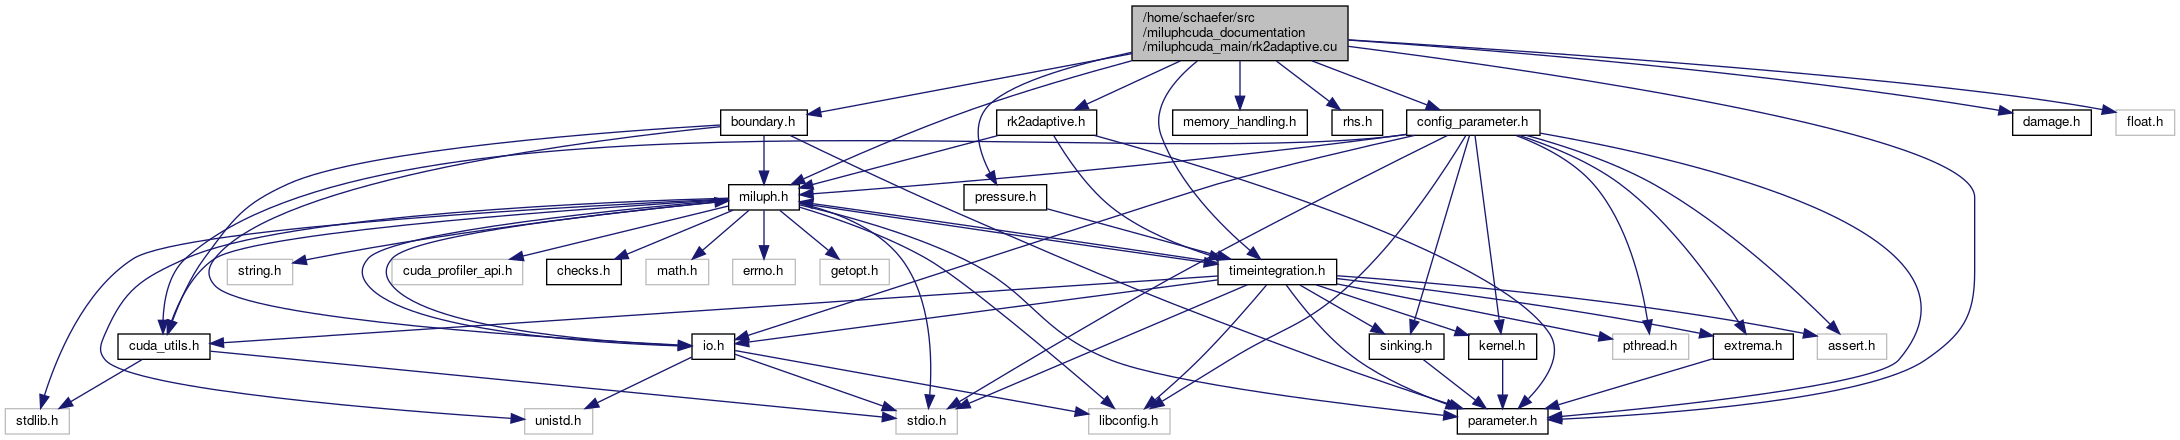 /home/schaefer/src
/miluphcuda_documentation
/miluphcuda_main/rk2adaptive.cu
boundary.h
rk2adaptive.h
memory_handling.h
rhs.h
config_parameter.h
damage.h
float.h
miluph.h
pressure.h
string.h
cuda_profiler_api.h
checks.h
math.h
errno.h
getopt.h
timeintegration.h
cuda_utils.h
io.h
sinking.h
kernel.h
pthread.h
extrema.h
assert.h
stdlib.h
unistd.h
stdio.h
libconfig.h
parameter.h